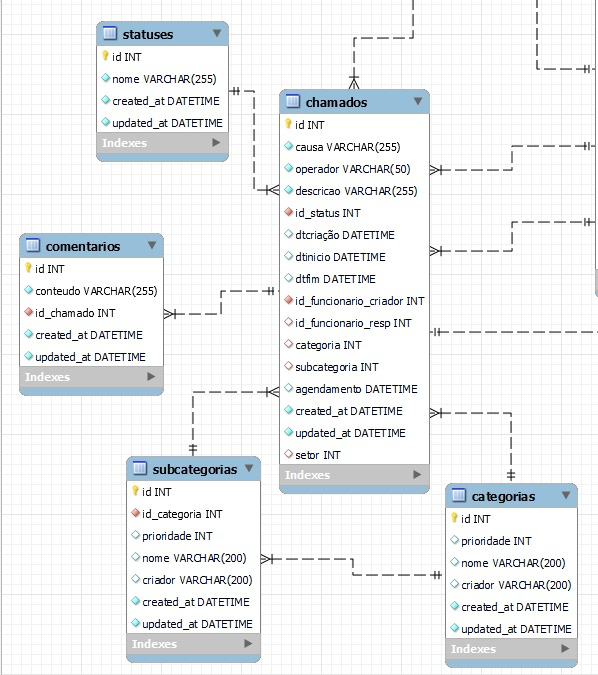 statuses
id INT
nome VARCHAR(255)
created_at DATETIME
updated_at DATETIME
Indexes
chamados
id INT
causa VARCHAR(255)
operador VARCHAR(50)
descricao VARCHAR(255)
id_status INT
dtcriação DATETIME
dtinicio DATETIME
dtfim DATETIME
id_funcionario_criador INT
id_funcionario_resp INT
categoria INT
subcategoria INT
agendamento DATETIME
created_at DATETIME
updated_at DATETIME
setor INT
Indexes
comentarios
id INT
conteudo VARCHAR(255)
id_chamado INT
created_at DATETIME
updated_at DATETIME
Indexes
subcategorias
id INT
id_categoria INT
prioridade INT
nome VARCHAR(200)
criador VARCHAR(200)
created_at DATETIME
updated_at DATETIME
Indexes
categorias
id INT
prioridade INT
nome VARCHAR(200)
criador VARCHAR(200)
created_at DATETIME
updated_at DATETIME
Indexes